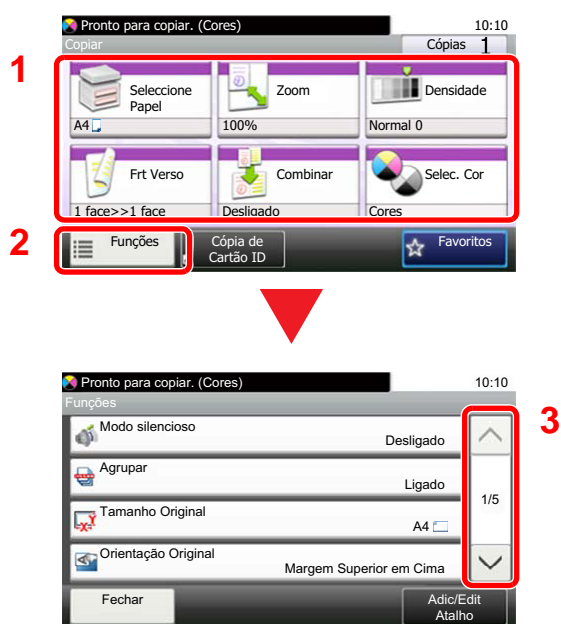 Pronto para copiar. (Cores)
10:10
Copiar
Cópias 1
1
Seleccione
Papel
A4
Zoom
100%
Densidade
Normal 0
Frt Verso
1 face>>1 face
Combinar
Desligado
Selec. Cor
Cores
2
Funções
Cópia de
Cartão ID
Favoritos
Pronto para copiar. (Cores)
10:10
Funções
3
Modo silencioso
Desligado
Agrupar
Ligado
1/5
Tamanho Original
A4
Orientação Original
Margem Superior em Cima
Fechar
Adic/Edit
Atalho